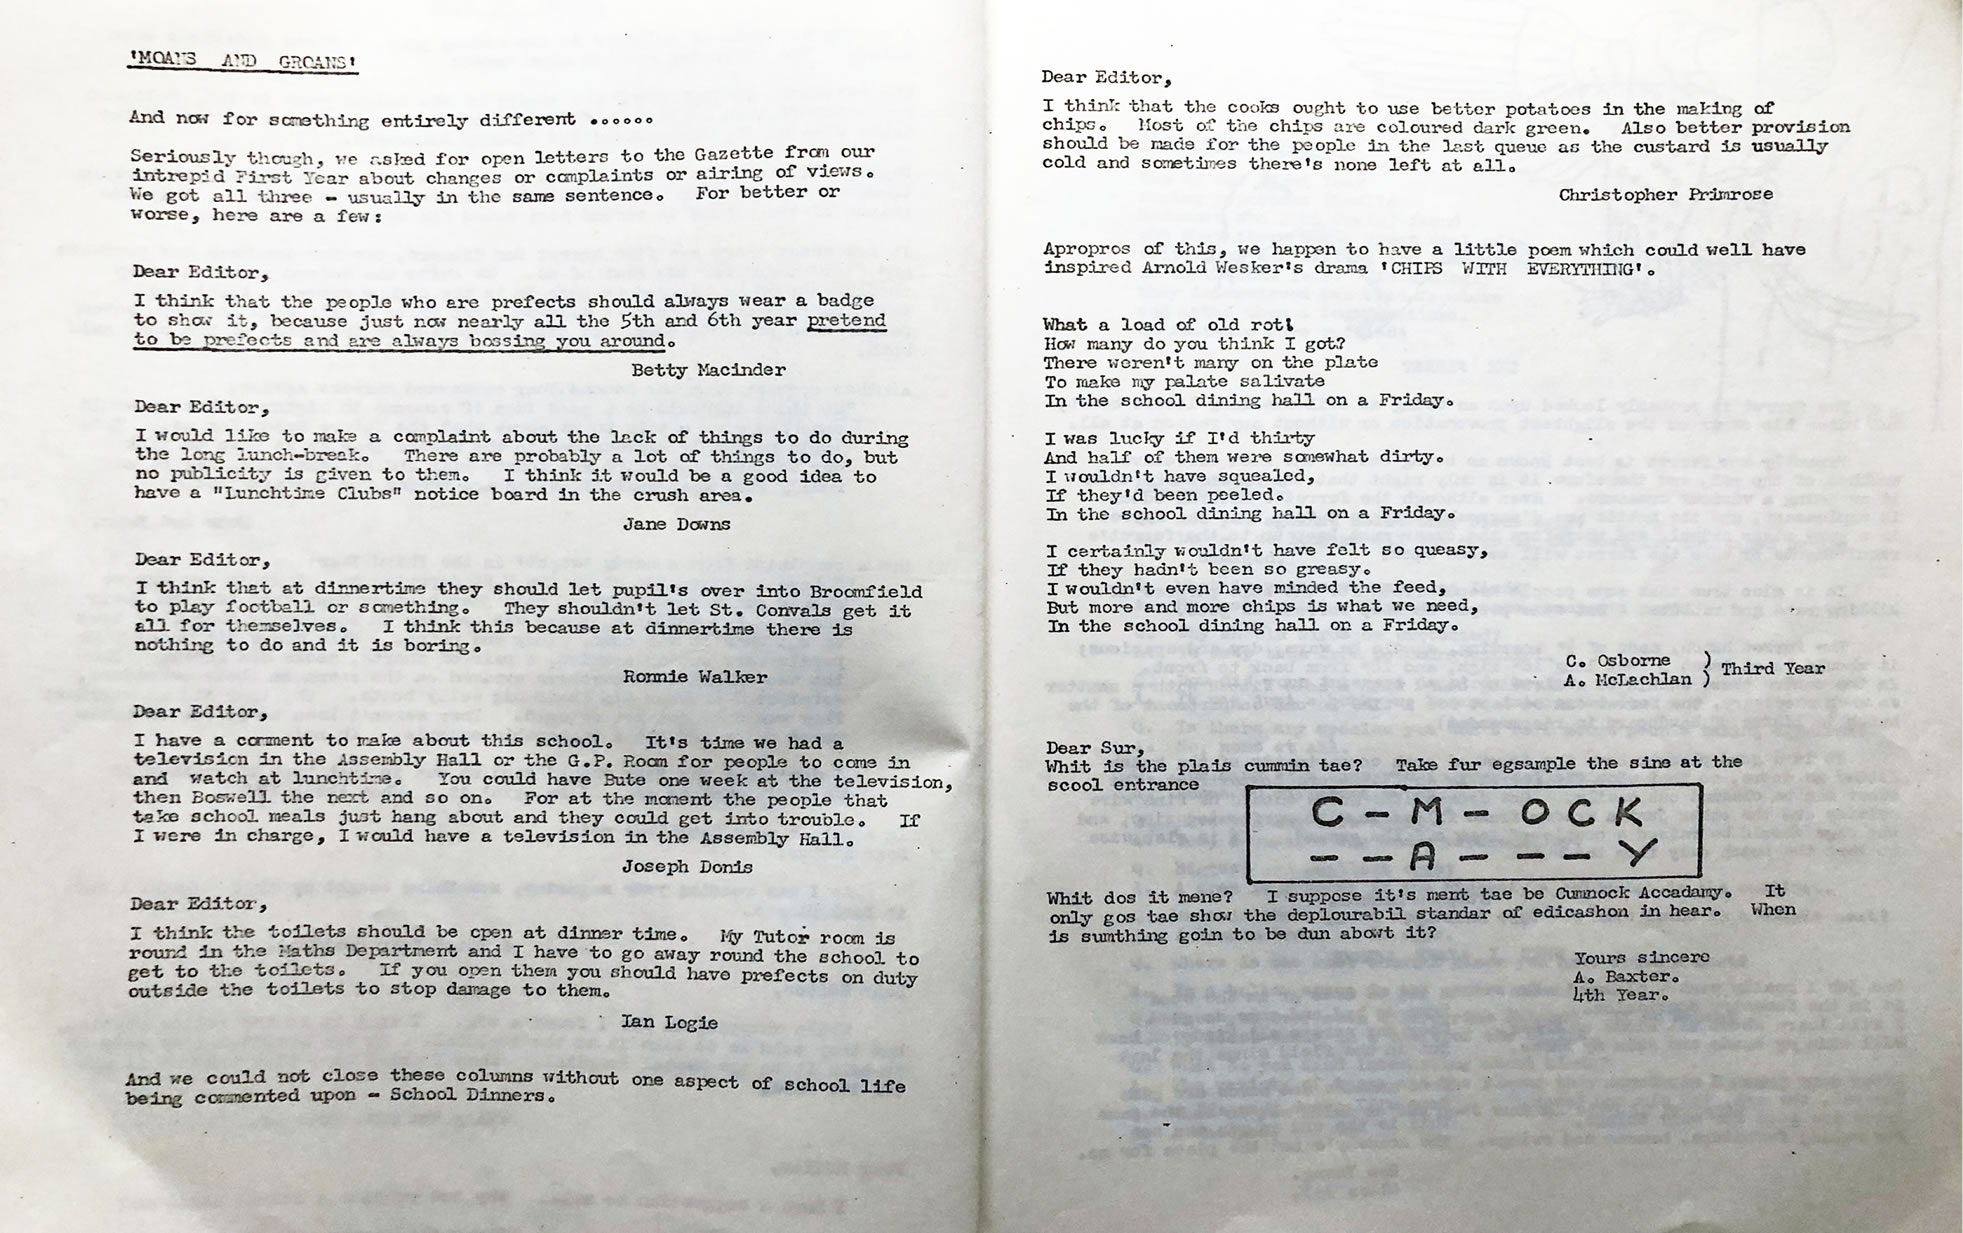 'MOANS AND GROANS'
And now for something entirely different ......
Seriously though, we asked for open letters to the Gazette from our
intrepid First Year about changes or complaints or airing of views.
We got all three - usually in the same sentence. For better or
worse, here are a few:
Dear Editor,
I think that the people who are prefects should always wear a badge
to show it, because just now nearly all the 5th and 6th year pretend
to be prefects and are always bossing you around.
Betty Macinder
Dear Editor,
I would like to make a complaint about the lack of things to do during
the long lunch-break. There are probably a lot of things to do, but
no publicity is given to them. I think it would be a good idea to
have a "Lunchtime Clubs" notice board in the crush area.
Jane Downs
Dear Editor,
I think that at dinnertime they should let pupil's over into Broomfield
to play football or something. They shouldn't let St. Convals get it
all for themselves. I think this because at dinnertime there is
nothing to do and it is boring.
Ronnie Walker
Dear Editor,
I have a comment to make about this school. It's time we had a
television in the Assembly Hall or the G.P. Room for people to come in
and watch at lunchtime. You could have Bute one week at the television,
then Boswell the next and so on. For at the moment the people that
take school meals just hang about and they could get into trouble. If
I were in charge, I would have a television in the Assembly Hall.
Joseph Donis
Dear Editor,
I think the toilets should be open at dinner time. My Tutor room is
round in the Maths Department and I have to go away round the school to
get to the toilets. If you open them you should have prefects on duty
outside the toilets to stop damage to them.
Ian Logie
And we could not close these columns without one aspect of school life
being commented upon - School Dinners.
Dear Editor,
I think that the cooks ought to use better potatoes in the making of
chips. Most of the chips are coloured dark green. Also better provision
should be made for the people in the last queue as the custard is usually
cold and sometimes there's none left at all.
Christopher Primrose
Apropros of this, we happen to have a little poem which could well have
inspired Arnold Wesker's drama 'CHIPS WITH EVERYTHING'.
What a load of old rot!
How many do you think I got?
There weren't many on the plate
To make my palate salivate
In the school dining hall on a Friday.
I was lucky if I'd thirty
And half of them were somewhat dirty.
I wouldn't have squealed,
If they'd been peeled.
In the school dining hall on a Friday.
I certainly wouldn't have felt so queasy,
If they hadn't been so greasy.
I wouldn't even have minded the feed,
But more and more chips is what we need,
In the school dining hall on a Friday.
C. Osborne )
A. McLachlan ) Third Year
Dear Sur,
Whit is the plais cummin tae? Take fur egsample the sine at the
scool entrance
C - M - O C K
- - A - - - Y
Whit dos it mene? I suppose it's ment tae be Cumnock Accadamy. It
only gos tae show the deplourabil standar of edicashon in hear. When
is sumthing goin to be dun abowt it?
Yours sincere
A. Baxter.
4th Year.